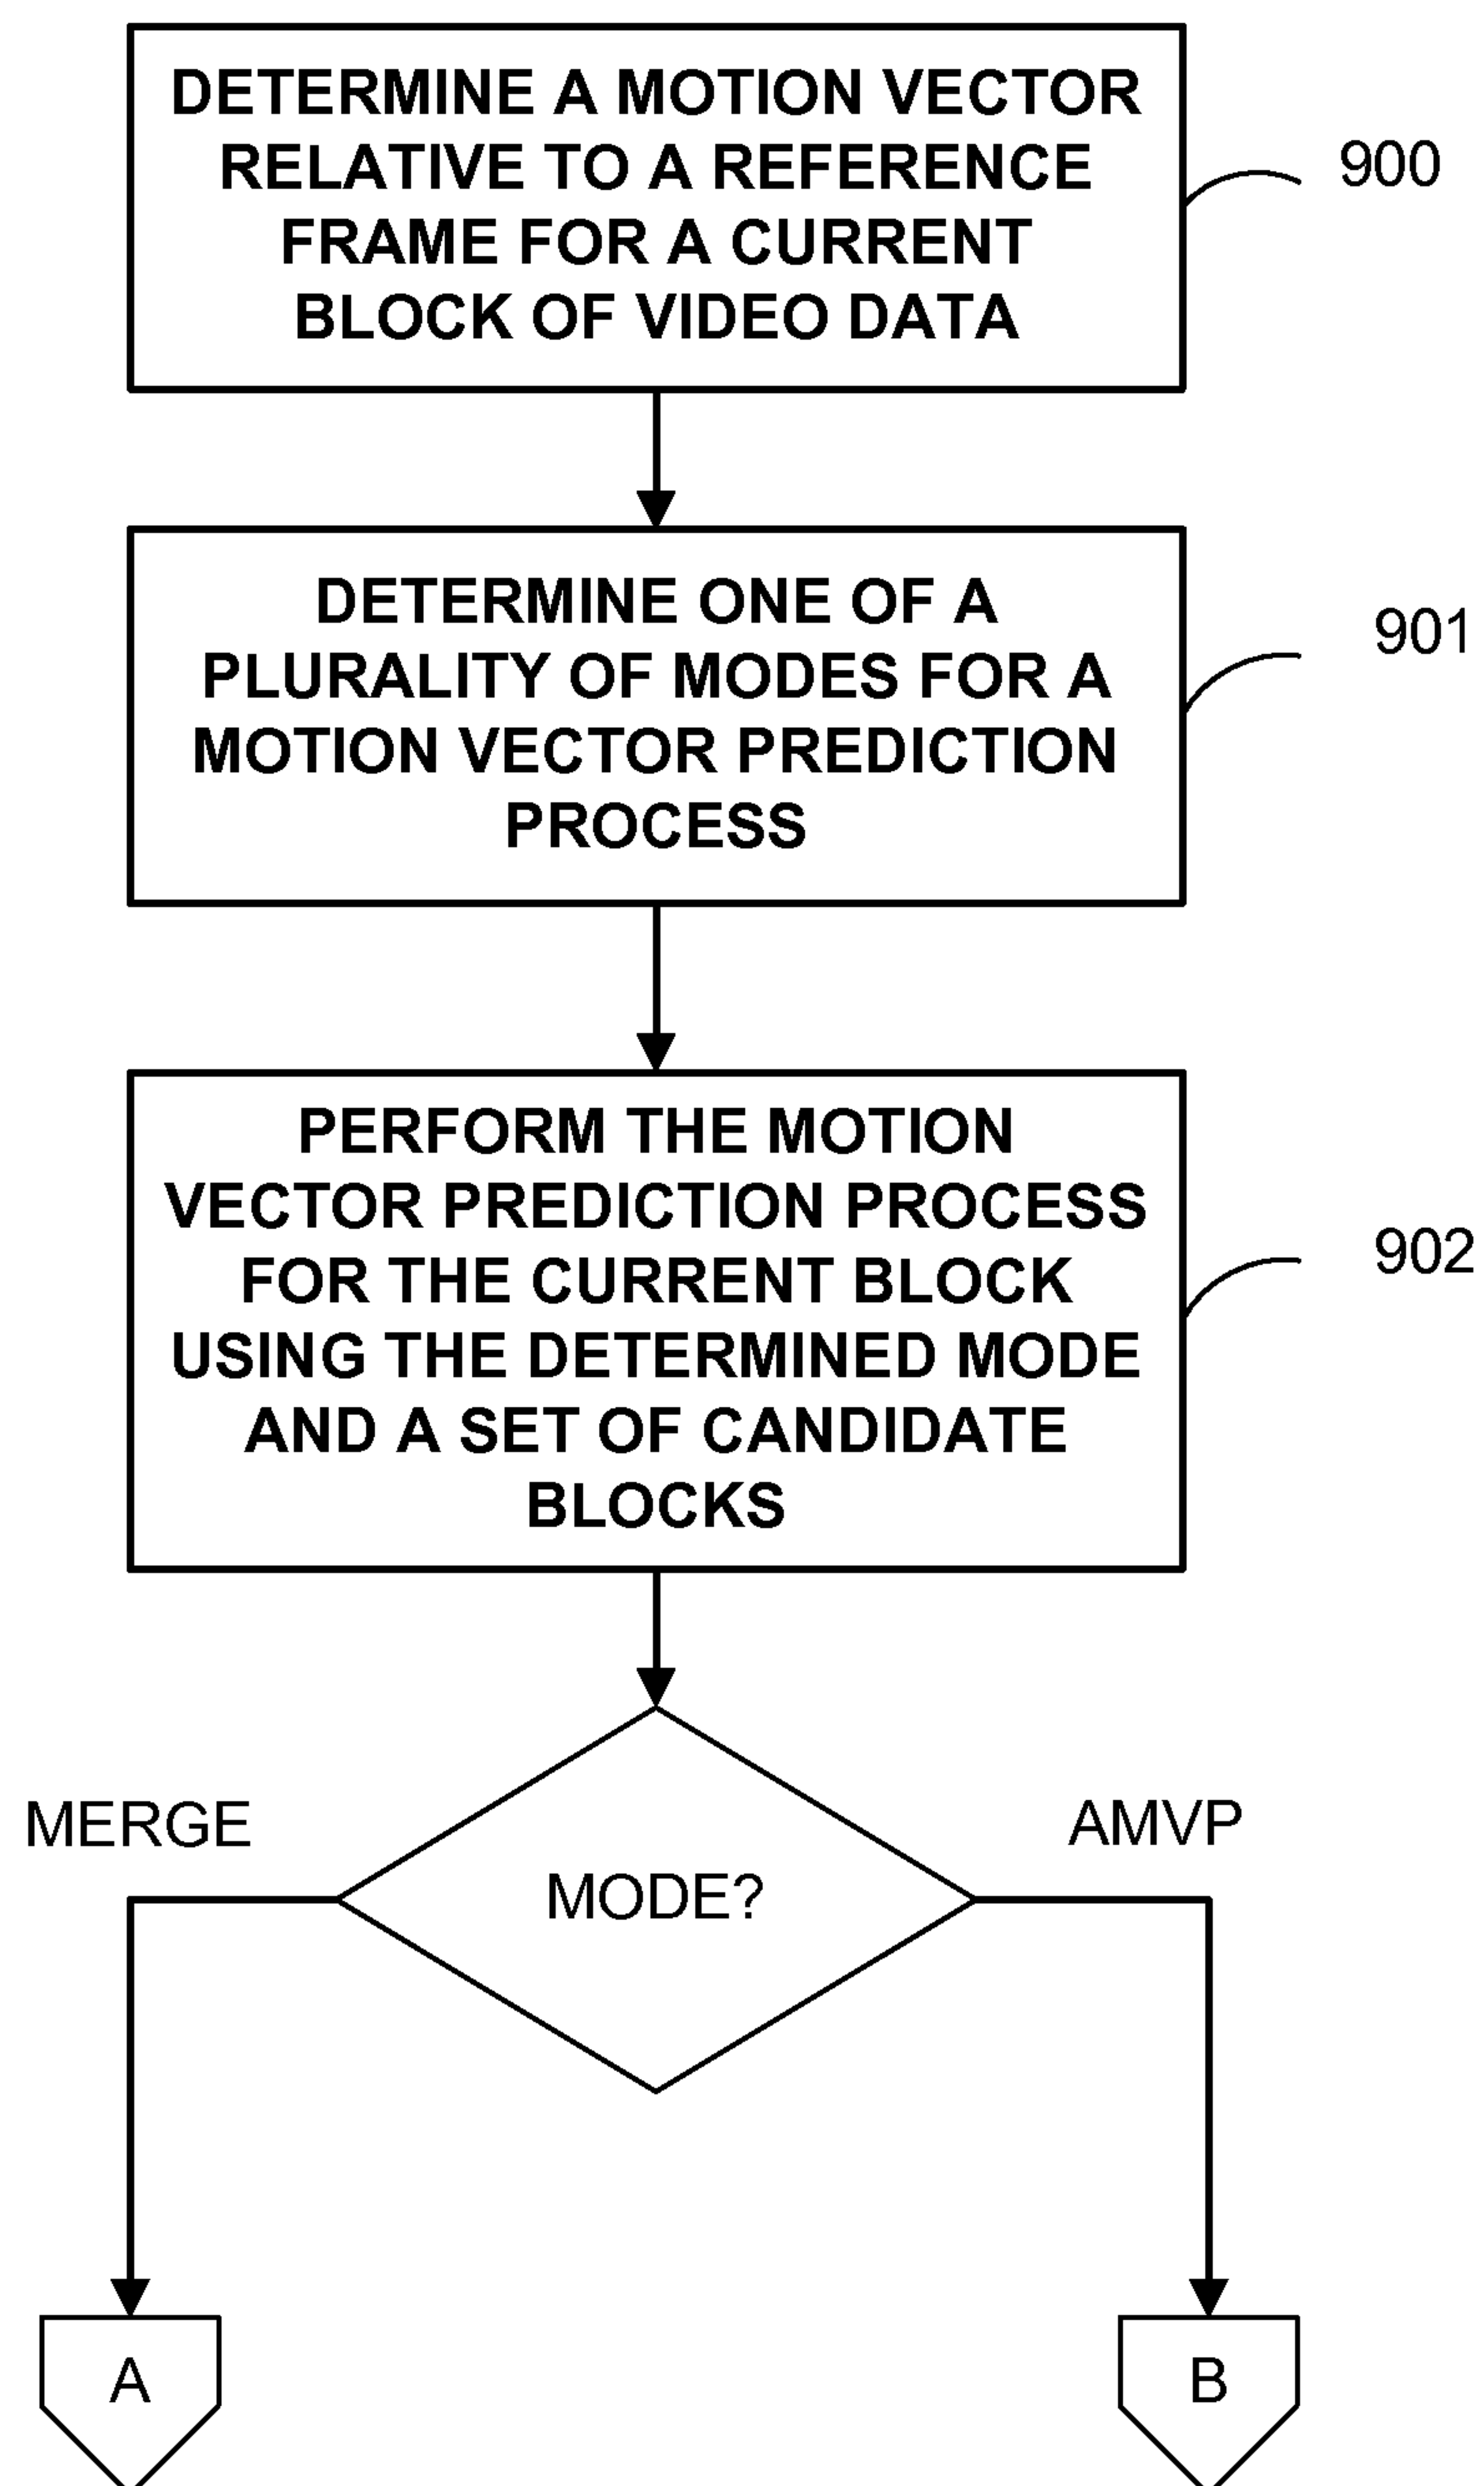 DETERMINE A MOTION VECTOR
RELATIVE TO A REFERENCE
FRAME FOR A CURRENT
BLOCK OF VIDEO DATA
900
DETERMINE ONE OF A
PLURALITY OF MODES FOR A
MOTION VECTOR PREDICTION
PROCESS
901
PERFORM THE MOTION
VECTOR PREDICTION PROCESS
FOR THE CURRENT BLOCK
USING THE DETERMINED MODE
AND A SET OF CANDIDATE
BLOCKS
902
MERGE
AMVP
MODE?
A
B